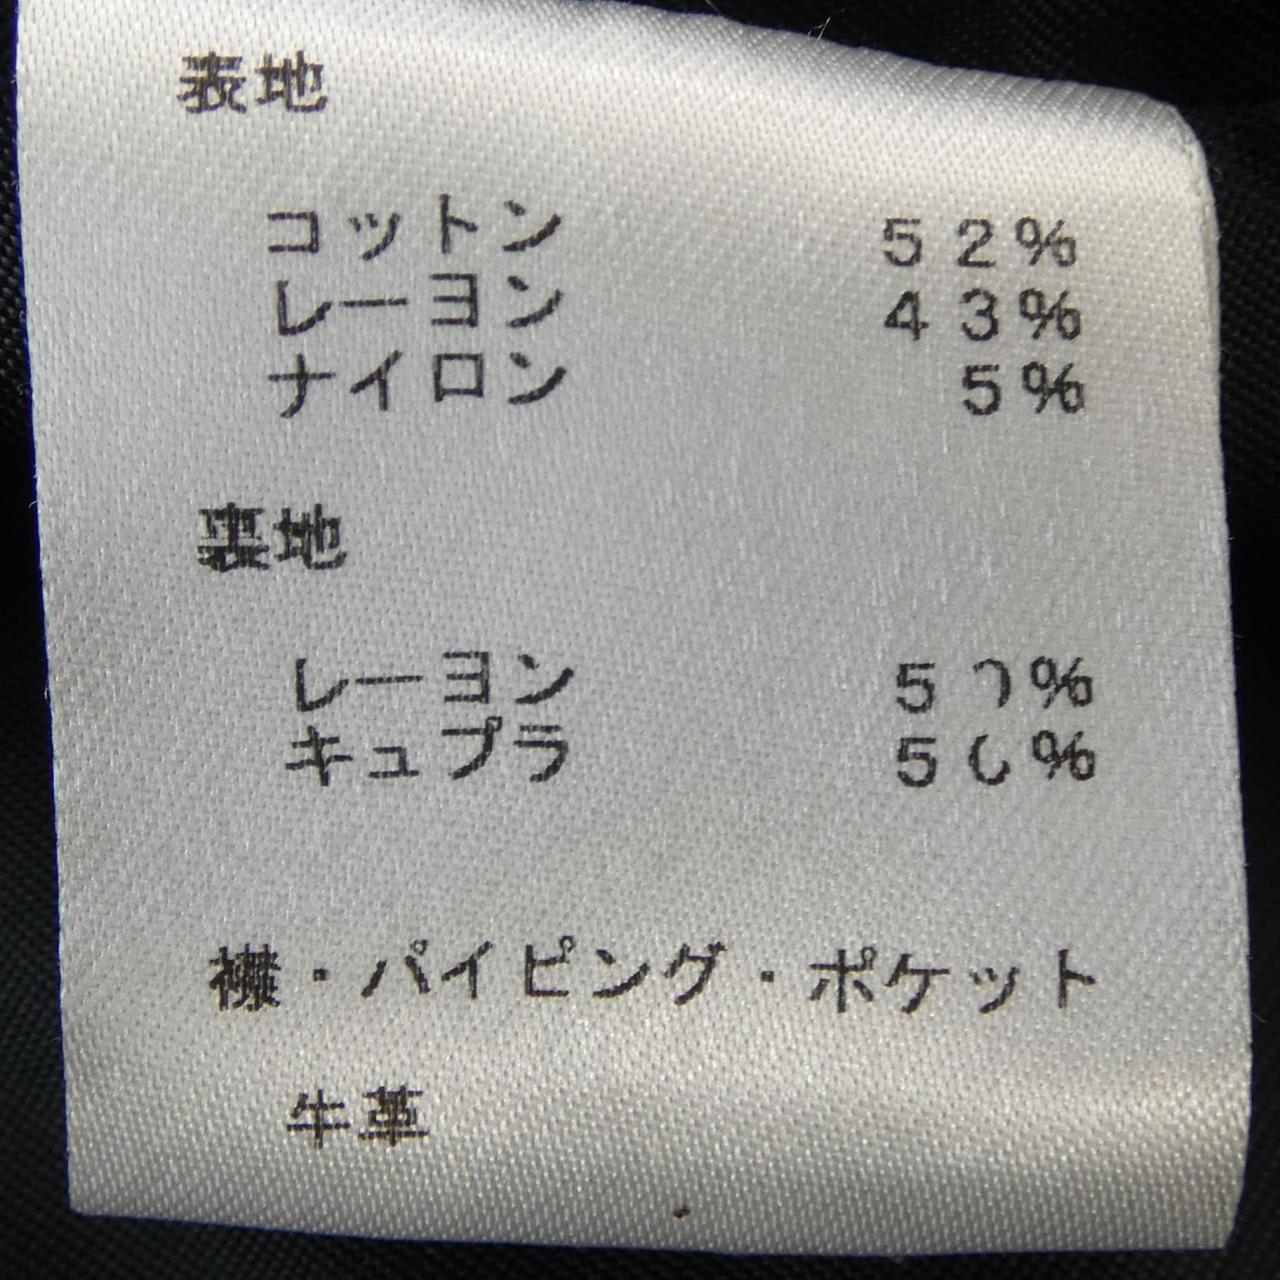 表地
コットン 52%
レーヨン 43%
ナイロン 5%
裏地
レーヨン 50%
キュプラ 50%
襟・パイピング・ポケット
牛革